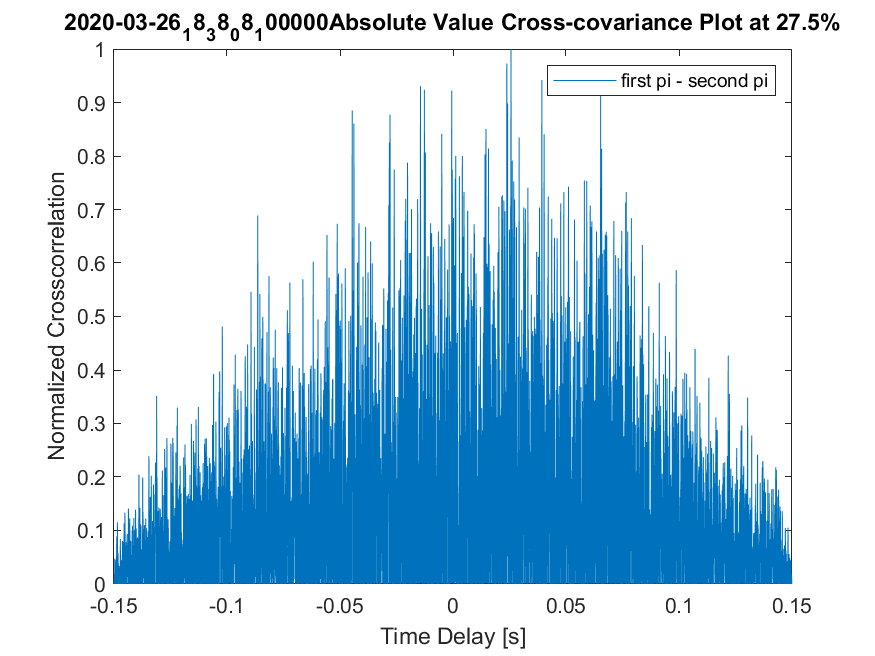 2020-03-26₁8₃8₀8₁00000Absolute Value Cross-covariance Plot at 27.5%
first pi - second pi
1
0.9
0.8
0.7
0.6
0.5
0.4
0.3
0.2
0.1
0
Normalized Crosscorrelation
-0.15 -0.1 -0.05 0 0.05 0.1 0.15
Time Delay [s]